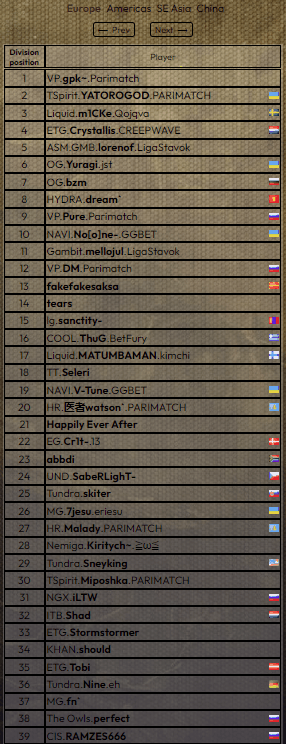 Europe Americas SE Asia China
← Prev Next →
Division position Player
1 VP.gpk~.Parimatch
2 TSpirit.YATOROGOD.PARIMATCH
3 Liquid.m1CKe.Qojqva
4 ETG.Crystallis.CREEPWAVE
5 ASM.GMB.lorenof.LigaStavok
6 OG.Yuragi.jst
7 OG.bzm
8 HYDRA.dream`
9 VP.Pure.Parimatch
10 NAVI.No[o]ne-.GGBET
11 Gambit.mellojul.LigaStavok
12 VP.DM.Parimatch
13 fakefakesaksa
14 tears
15 Ig.sanctity-
16 COOL.ThuG.BetFury
17 Liquid.MATUMBAMAN.kimchi
18 TT.Seleri
19 NAVI.V-Tune.GGBET
20 HR.医者watson`.PARIMATCH
21 Happily Ever After
22 EG.Cr1t-.13
23 abbdi
24 UND.SabeRLighT-
25 Tundra.skiter
26 MG.7jesu.eriesu
27 HR.Malady.PARIMATCH
28 Nemiga.Kiritych~.≧ω≦
29 Tundra.Sneyking
30 TSpirit.Miposhka.PARIMATCH
31 NGX.iLTW
32 ITB.Shad
33 ETG.Stormstormer
34 KHAN.should
35 ETG.Tobi
36 Tundra.Nine.eh
37 MG.fn`
38 The Owls.perfect
39 CIS.RAMZES666